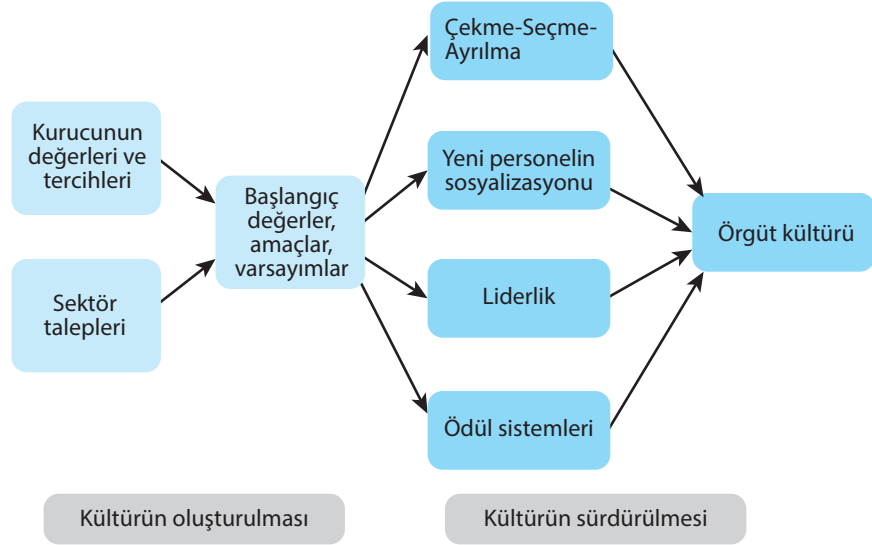 Kurucunun
değerleri ve
tercihleri
Sektör
talepleri
Başlangıç
değerler,
amaçlar,
varsayımlar
Çekme-Seçme-
Ayrılma
Yeni personelin
sosyalizasyonu
Liderlik
Ödül sistemleri
Örgüt kültürü
Kültürün oluşturulması
Kültürün sürdürülmesi